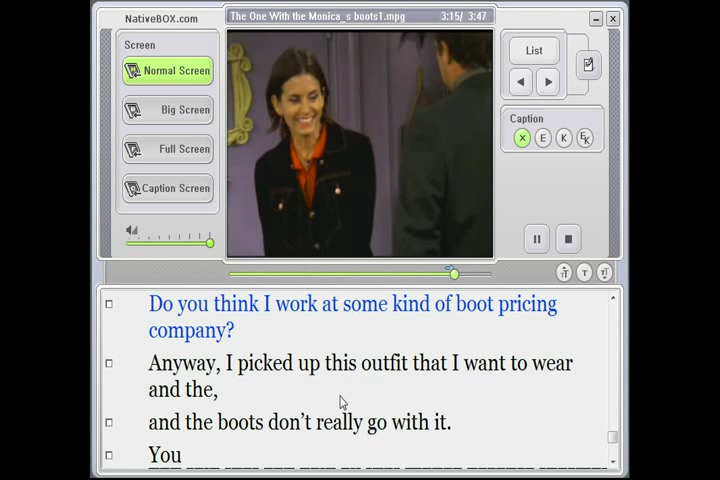 NativeBOX.com
The One With the Monica_s boots1.mpg
3:15/ 3:47
Screen
Normal Screen
Big Screen
Full Screen
Caption Screen
List
Caption
X E K EK
T T T
Do you think I work at some kind of boot pricing
company?
Anyway, I picked up this outfit that I want to wear
and the,
and the boots don't really go with it.
You